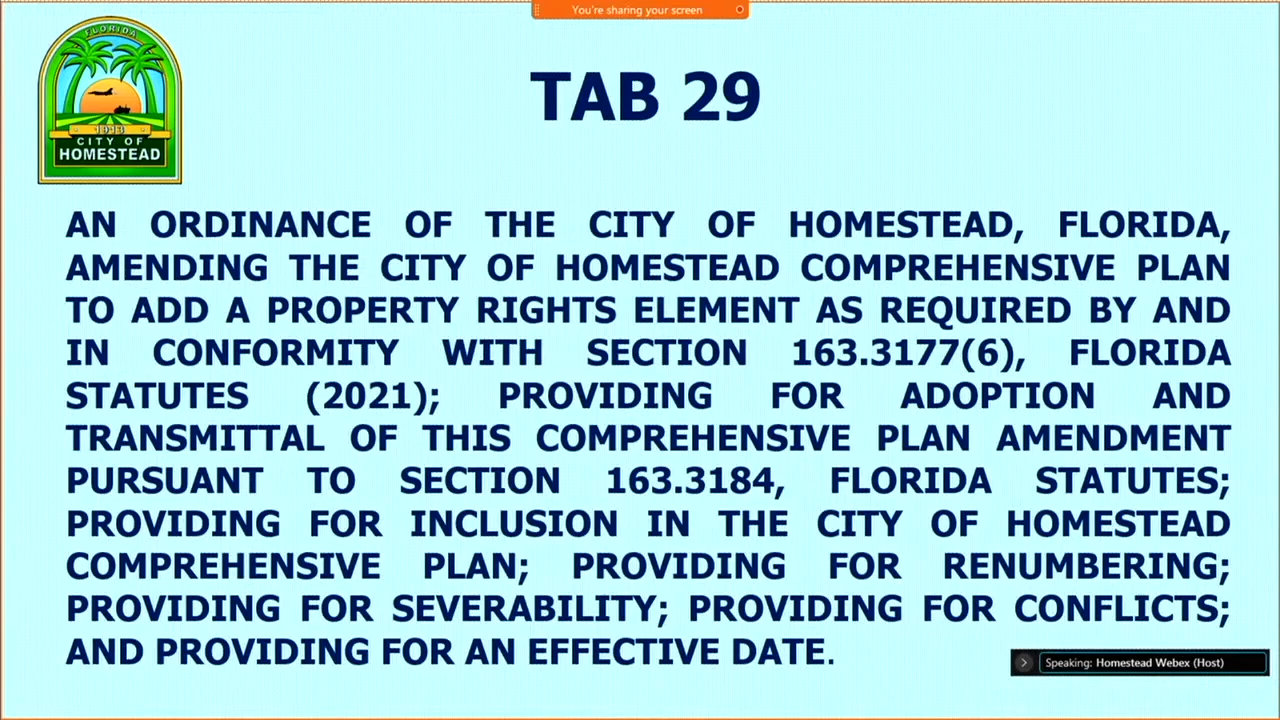 You're sharing your screen
FLORIDA
1913
CITY OF
HOMESTEAD
TAB 29
AN ORDINANCE OF THE CITY OF HOMESTEAD, FLORIDA,
AMENDING THE CITY OF HOMESTEAD COMPREHENSIVE PLAN
TO ADD A PROPERTY RIGHTS ELEMENT AS REQUIRED BY AND
IN CONFORMITY WITH SECTION 163.3177(6), FLORIDA
STATUTES (2021); PROVIDING FOR ADOPTION AND
TRANSMITTAL OF THIS COMPREHENSIVE PLAN AMENDMENT
PURSUANT TO SECTION 163.3184, FLORIDA STATUTES;
PROVIDING FOR INCLUSION IN THE CITY OF HOMESTEAD
COMPREHENSIVE PLAN; PROVIDING FOR RENUMBERING;
PROVIDING FOR SEVERABILITY; PROVIDING FOR CONFLICTS;
AND PROVIDING FOR AN EFFECTIVE DATE.
Speaking: Homestead Webex (Host)